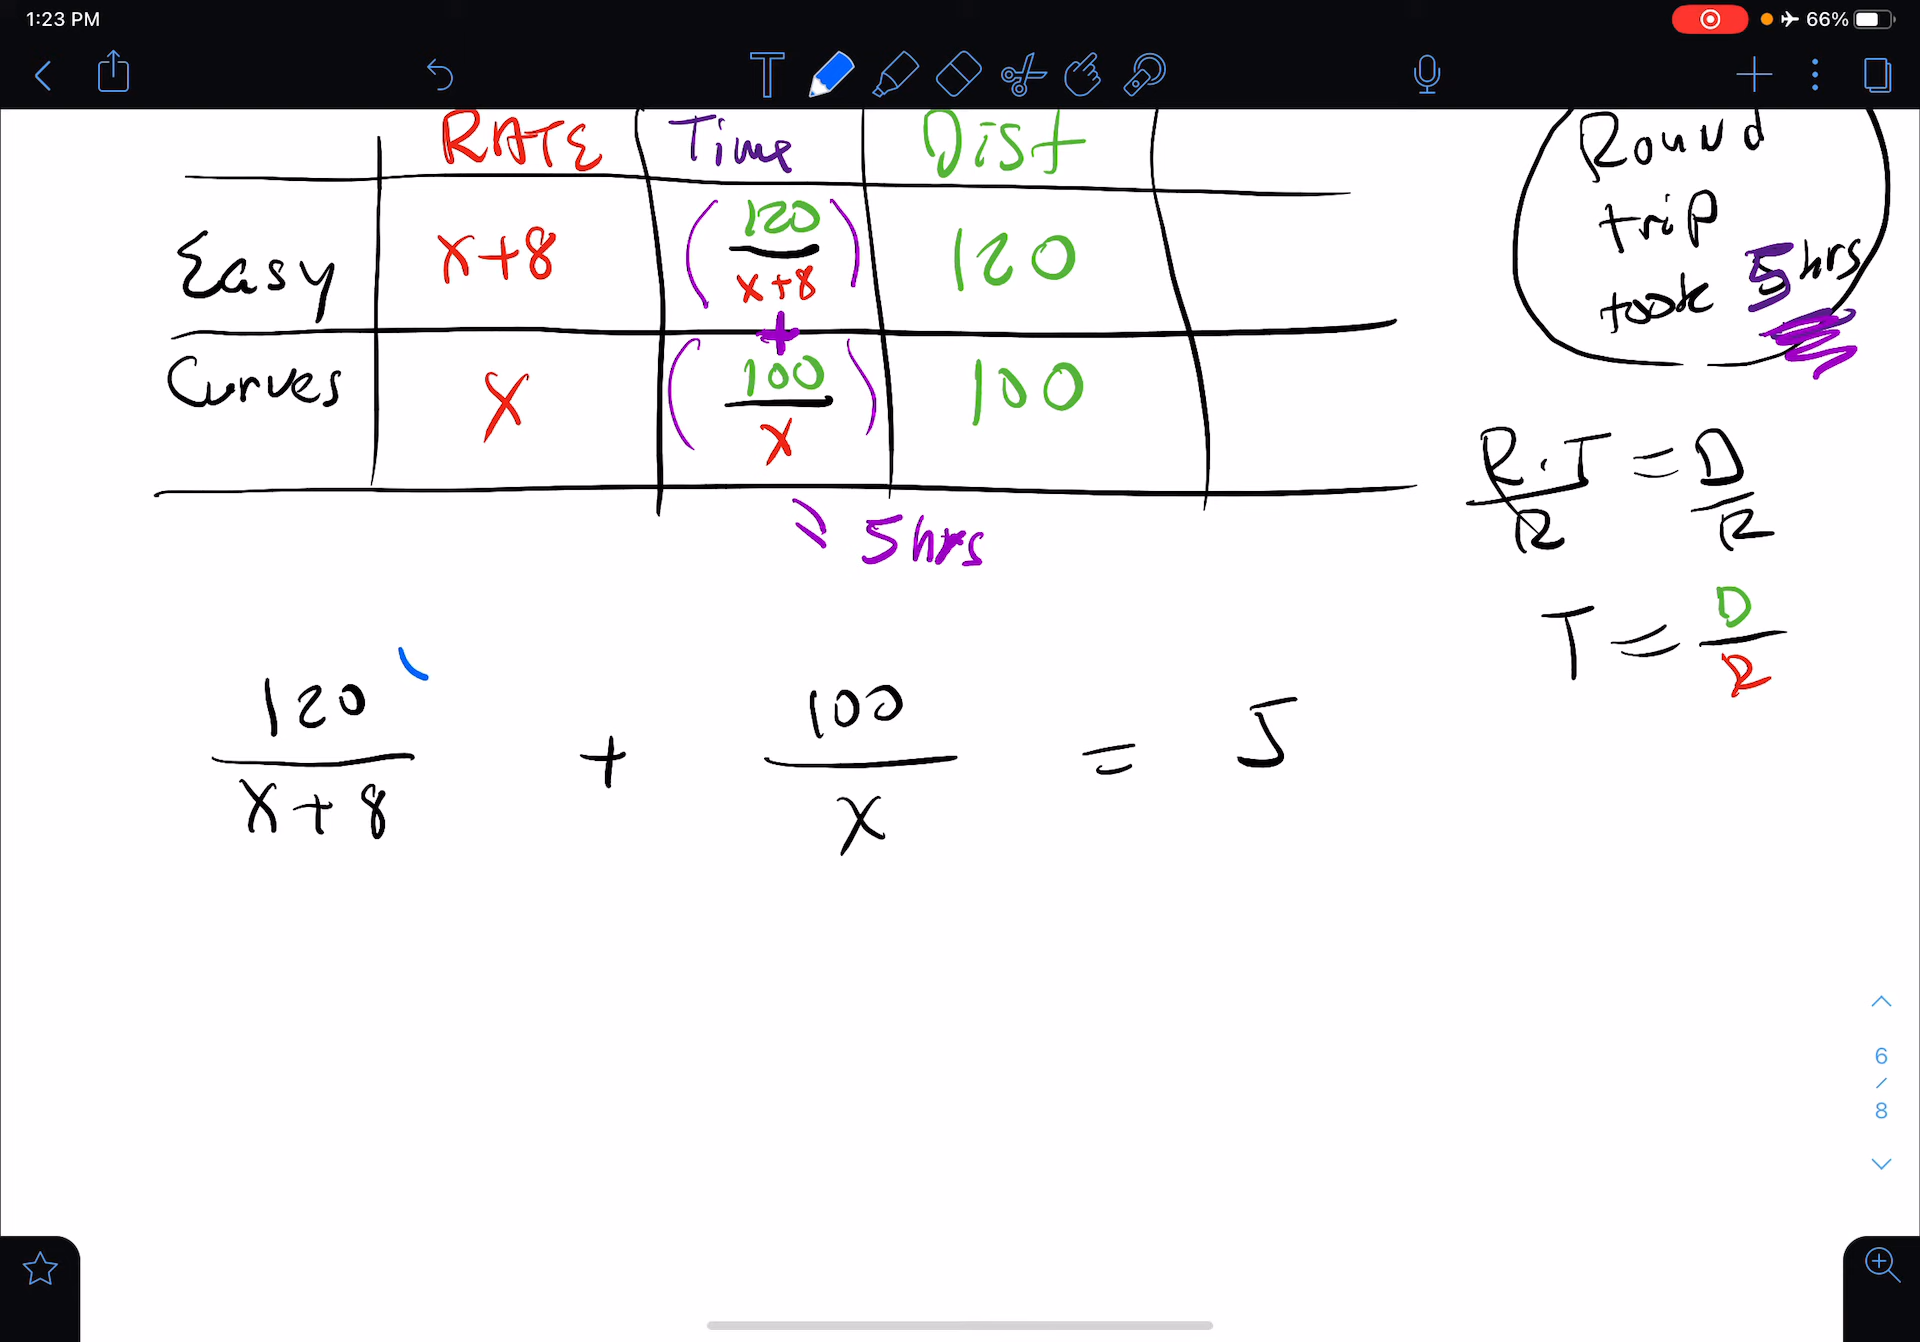 1:23 PM
66%
T
RATE Time Dist
Easy x+8 (120/x+8) 120
+
Curves x (100/x) 100
= 5hrs
Round
trip
took 5hrs
R·T/R = D/R
T = D/R
120/x+8 + 100/x = 5
6
/
8